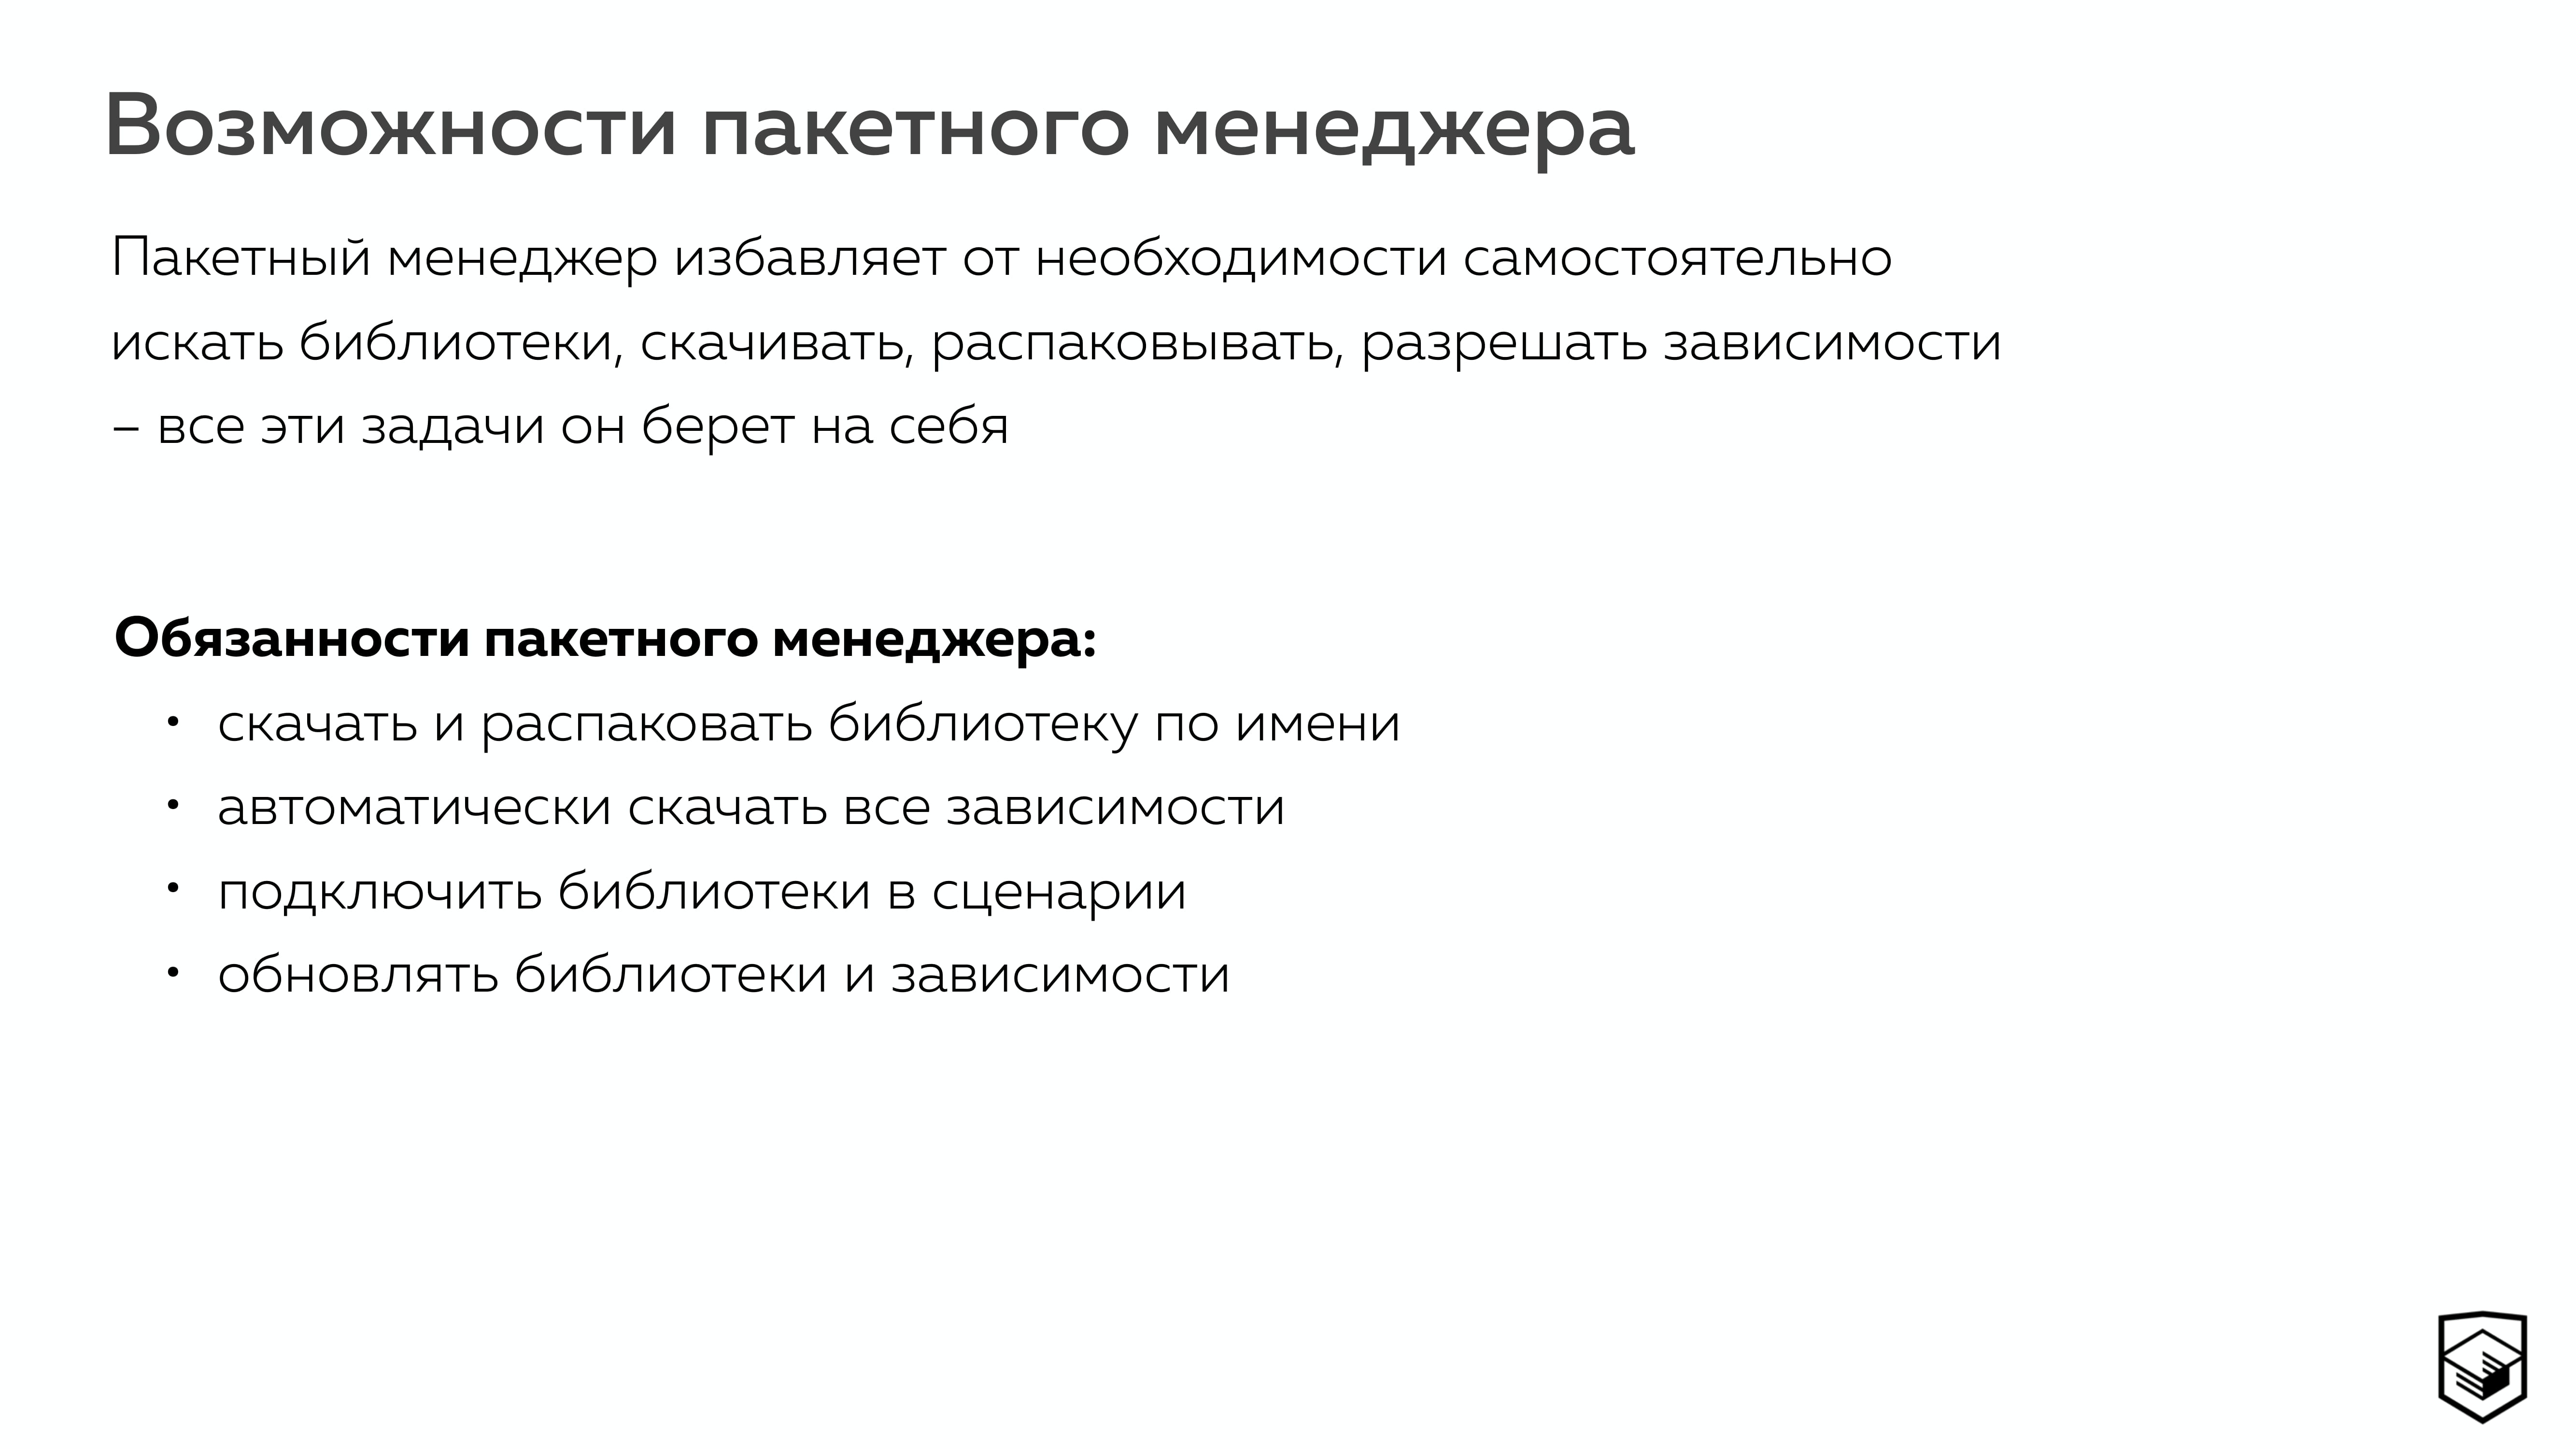 Возможности пакетного менеджера
Пакетный менеджер избавляет от необходимости самостоятельно
искать библиотеки, скачивать, распаковывать, разрешать зависимости
– все эти задачи он берет на себя
Обязанности пакетного менеджера:
• скачать и распаковать библиотеку по имени
• автоматически скачать все зависимости
• подключить библиотеки в сценарии
• обновлять библиотеки и зависимости